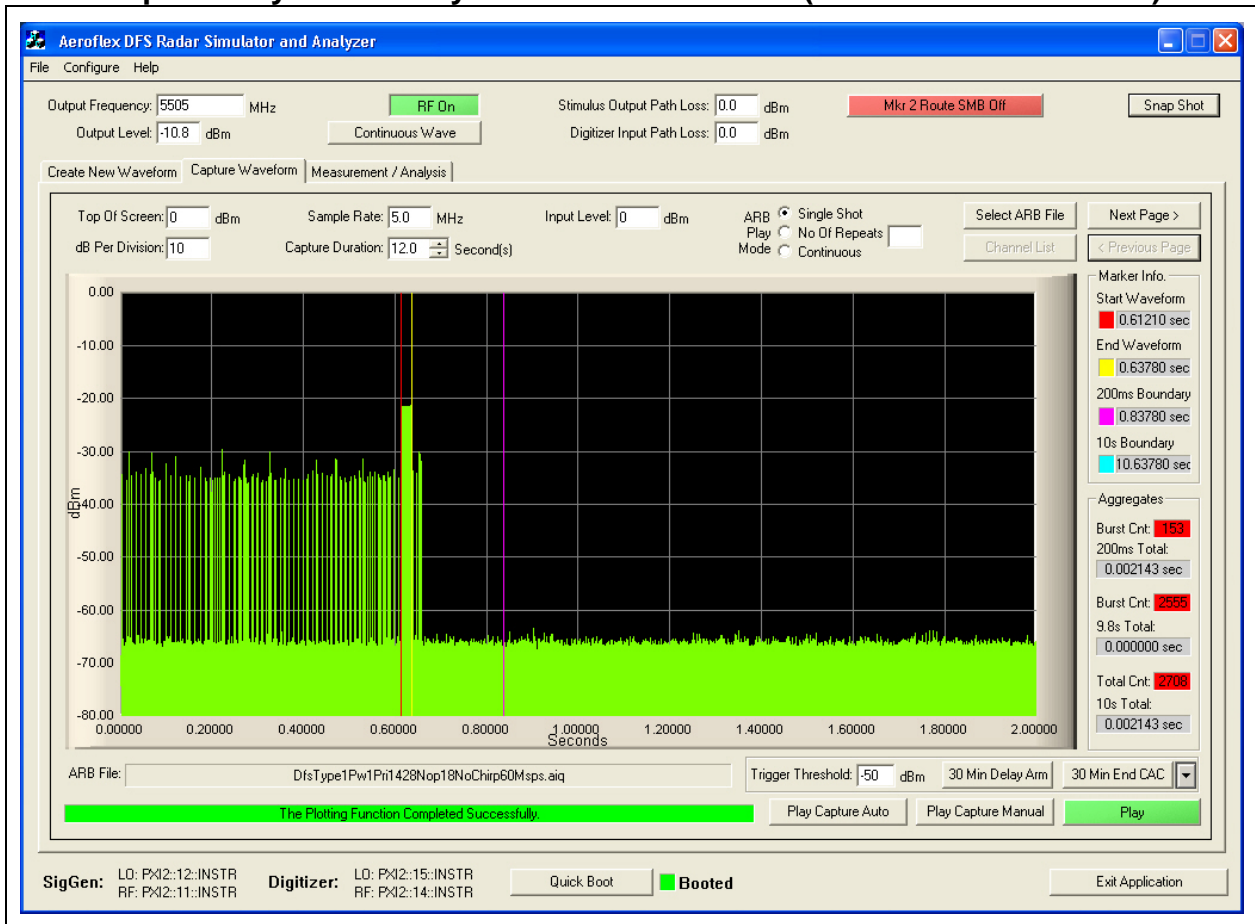 Aeroflex DFS Radar Simulator and Analyzer
File Configure Help
Output Frequency: 5505 MHz
RF On
Stimulus Output Path Loss: 0.0 dBm
Mkr 2 Route SMB Off
Snap Shot
Output Level: -10.8 dBm
Continuous Wave
Digitizer Input Path Loss: 0.0 dBm
Create New Waveform Capture Waveform Measurement / Analysis
Top Of Screen: 0 dBm
Sample Rate: 5.0 MHz
Input Level: 0 dBm
ARB Play Mode
Single Shot
No Of Repeats
Continuous
Select ARB File
Next Page >
dB Per Division: 10
Capture Duration: 12.0 Second(s)
Channel List
< Previous Page
0.00
-10.00
-20.00
-30.00
-40.00
-50.00
-60.00
-70.00
-80.00
dBm
0.00000 0.20000 0.40000 0.60000 0.80000 1.00000 1.20000 1.40000 1.60000 1.80000 2.00000
Seconds
Marker Info.
Start Waveform
0.61210 sec
End Waveform
0.63780 sec
200ms Boundary
0.83780 sec
10s Boundary
10.63780 sec
Aggregates
Burst Cnt: 153
200ms Total:
0.002143 sec
Burst Cnt: 2555
9.8s Total:
0.000000 sec
Total Cnt: 2708
10s Total:
0.002143 sec
ARB File: DfsType1Pw1Pri1428Nop18NoChirp60Msps.aiq
Trigger Threshold: -50 dBm
30 Min Delay Arm
30 Min End CAC
The Plotting Function Completed Successfully.
Play Capture Auto
Play Capture Manual
Play
SigGen: LO: PXI2::12::INSTR
RF: PXI2::11::INSTR
Digitizer: LO: PXI2::15::INSTR
RF: PXI2::14::INSTR
Quick Boot
Booted
Exit Application